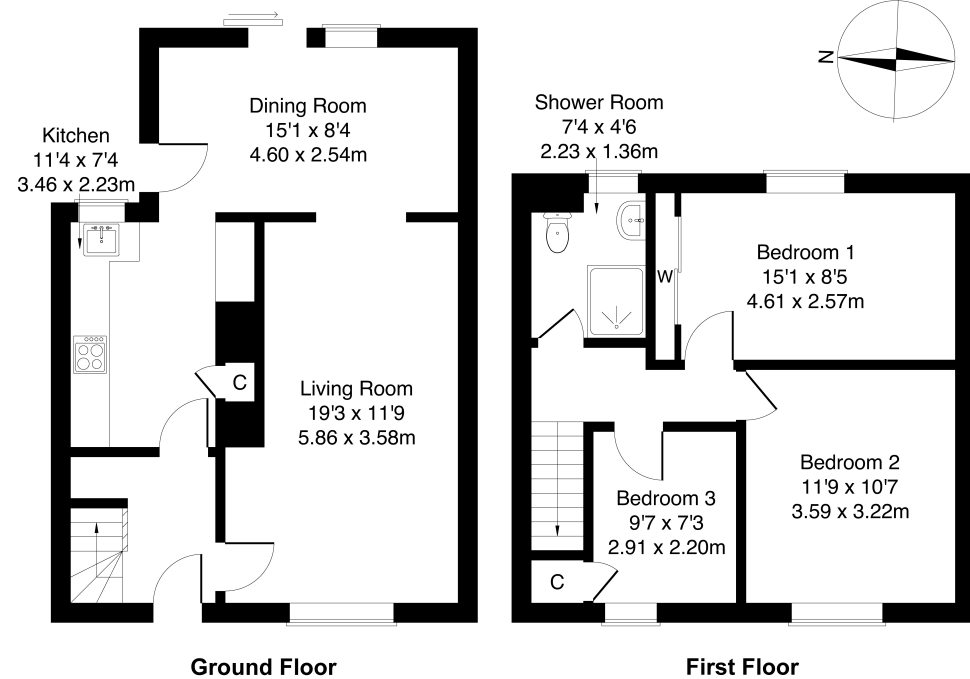 N
Dining Room
15'1 x 8'4
4.60 x 2.54m
Kitchen
11'4 x 7'4
3.46 x 2.23m
C
Living Room
19'3 x 11'9
5.86 x 3.58m
Ground Floor
Shower Room
7'4 x 4'6
2.23 x 1.36m
W
Bedroom 1
15'1 x 8'5
4.61 x 2.57m
Bedroom 2
11'9 x 10'7
3.59 x 3.22m
Bedroom 3
9'7 x 7'3
2.91 x 2.20m
C
First Floor